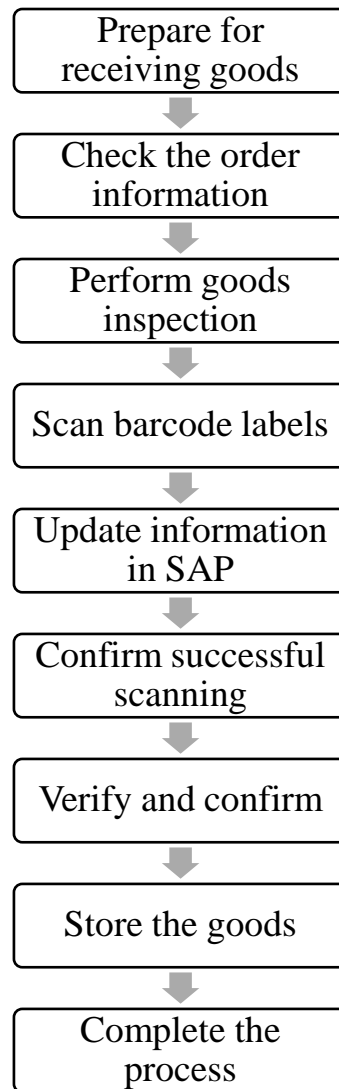 Prepare for
receiving goods
Check the order
information
Perform goods
inspection
Scan barcode labels
Update information
in SAP
Confirm successful
scanning
Verify and confirm
Store the goods
Complete the
process